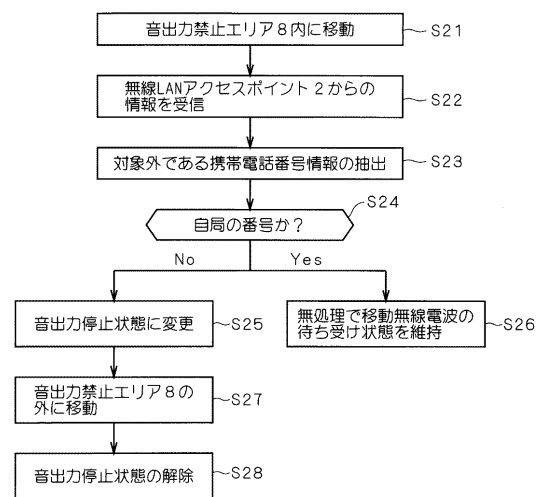 音出力禁止エリア8内に移動
S21
無線LANアクセスポイント2からの
情報を受信
S22
対象外である携帯電話番号情報の抽出
S23
S24
自局の番号か?
No
Yes
音出力停止状態に変更
S25
無処理で移動無線電波の
待ち受け状態を維持
S26
音出力禁止エリア8の
外に移動
S27
音出力停止状態の解除
S28